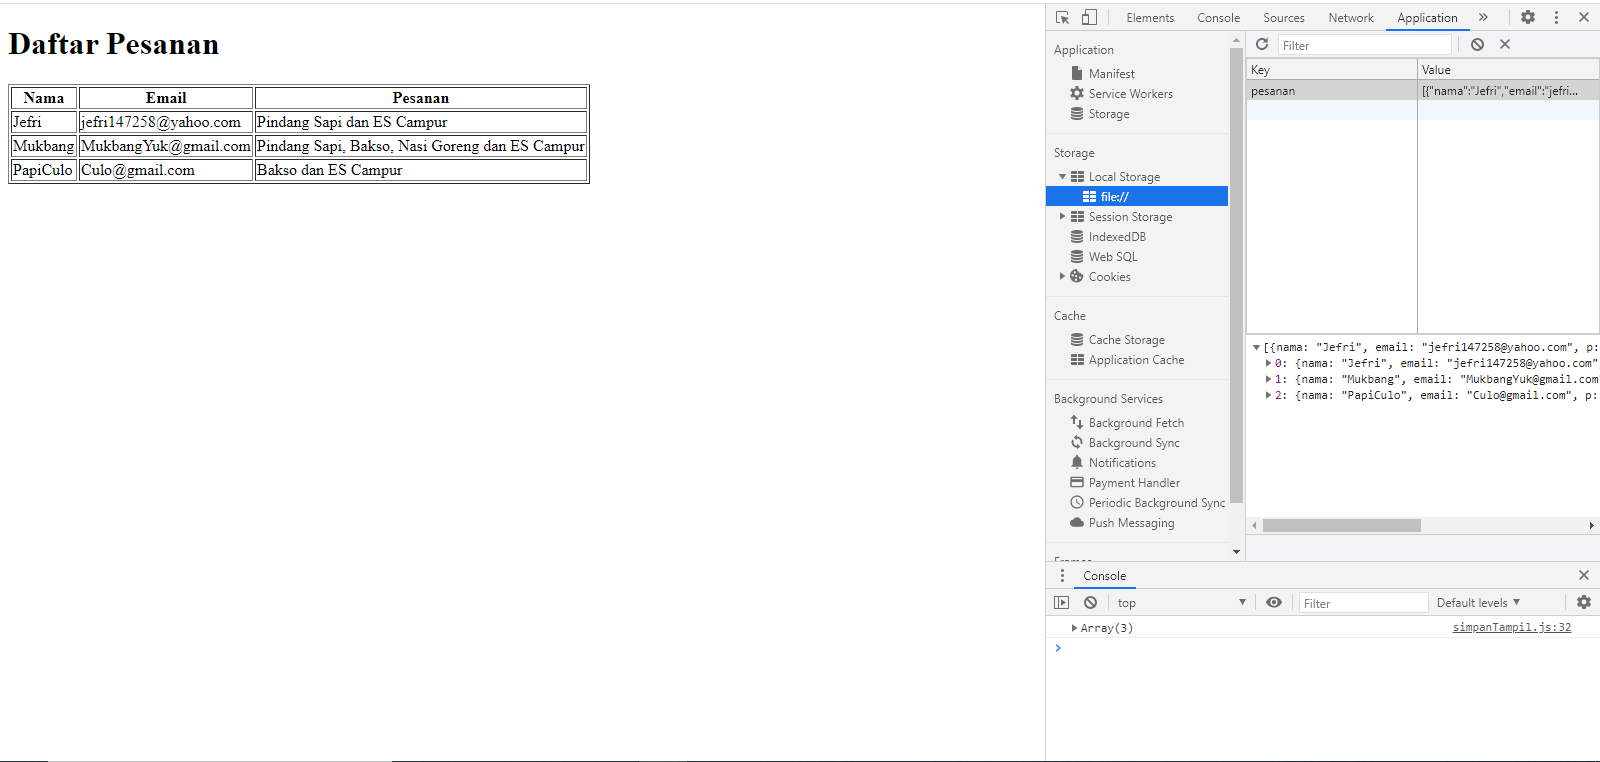 Daftar Pesanan
Nama Email Pesanan
Jefri jefri147258@yahoo.com Pindang Sapi dan ES Campur
Mukbang MukbangYuk@gmail.com Pindang Sapi, Bakso, Nasi Goreng dan ES Campur
PapiCulo Culo@gmail.com Bakso dan ES Campur
Elements Console Sources Network Application »
Application
Manifest
Service Workers
Storage
Storage
Local Storage
file://
Session Storage
IndexedDB
Web SQL
Cookies
Cache
Cache Storage
Application Cache
Background Services
Background Fetch
Background Sync
Notifications
Payment Handler
Periodic Background Sync
Push Messaging
Filter
Key Value
pesanan [{"nama":"Jefri","email":"jefri...
[{nama: "Jefri", email: "jefri147258@yahoo.com", p:
0: {nama: "Jefri", email: "jefri147258@yahoo.com"
1: {nama: "Mukbang", email: "MukbangYuk@gmail.com
2: {nama: "PapiCulo", email: "Culo@gmail.com", p:
Console
top Filter Default levels
Array(3) simpanTampil.js:32
>